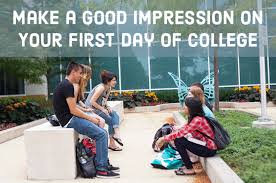 MAKE A GOOD IMPRESSION ON
YOUR FIRST DAY OF COLLEGE